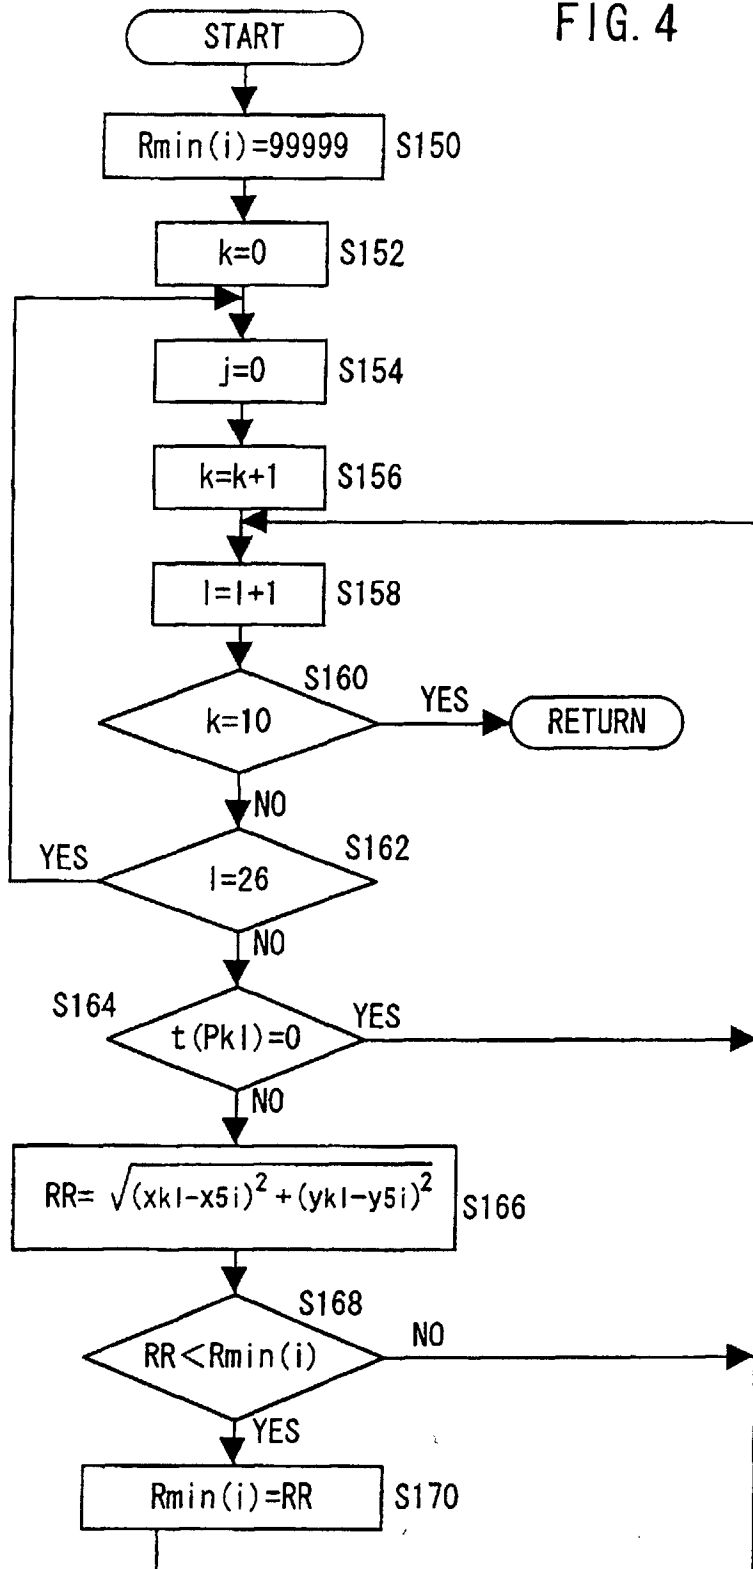 FIG. 4
START
Rmin(i)=99999 S150
k=0 S152
j=0 S154
k=k+1 S156
l=l+1 S158
S160
k=10 YES RETURN
NO
YES S162
l=26
NO
S164 YES
t(Pkl)=0
NO
RR= √(xkl-x5i)²+(ykl-y5i)² S166
S168
RR<Rmin(i) NO
YES
Rmin(i)=RR S170